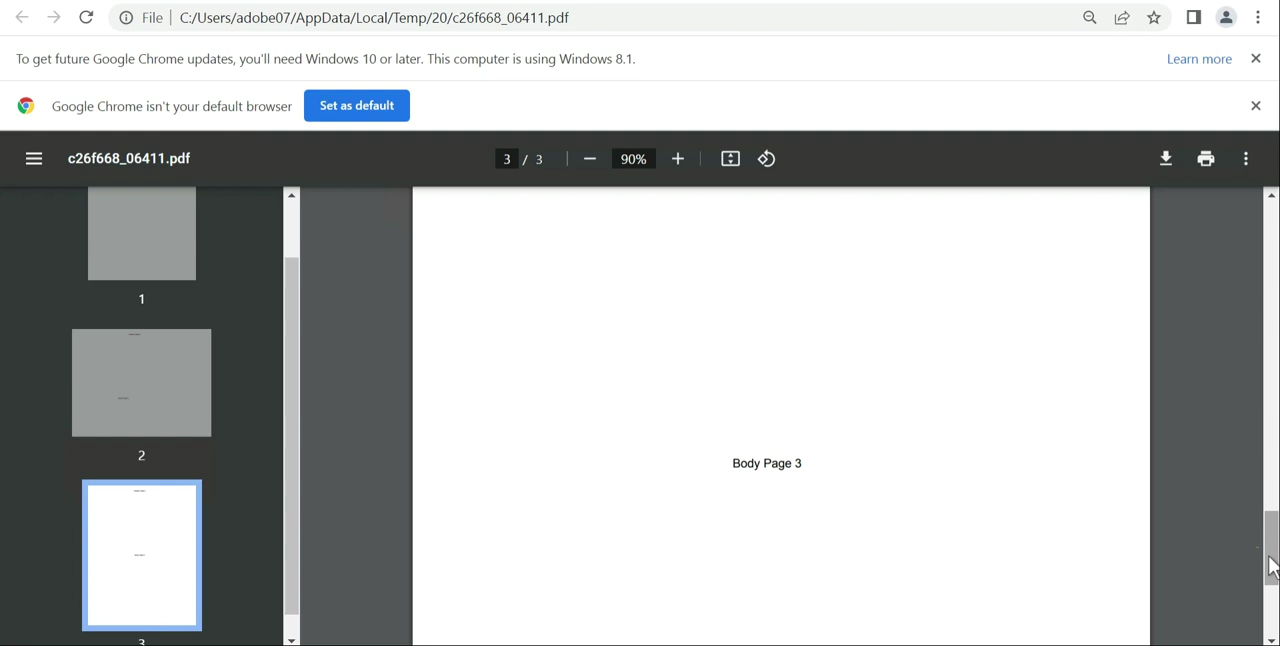 File | C:/Users/adobe07/AppData/Local/Temp/20/c26f668_06411.pdf
To get future Google Chrome updates, you'll need Windows 10 or later. This computer is using Windows 8.1.
Learn more
Google Chrome isn't your default browser
Set as default
c26f668_06411.pdf
3 / 3
90%
1
2
3
Body Page 3